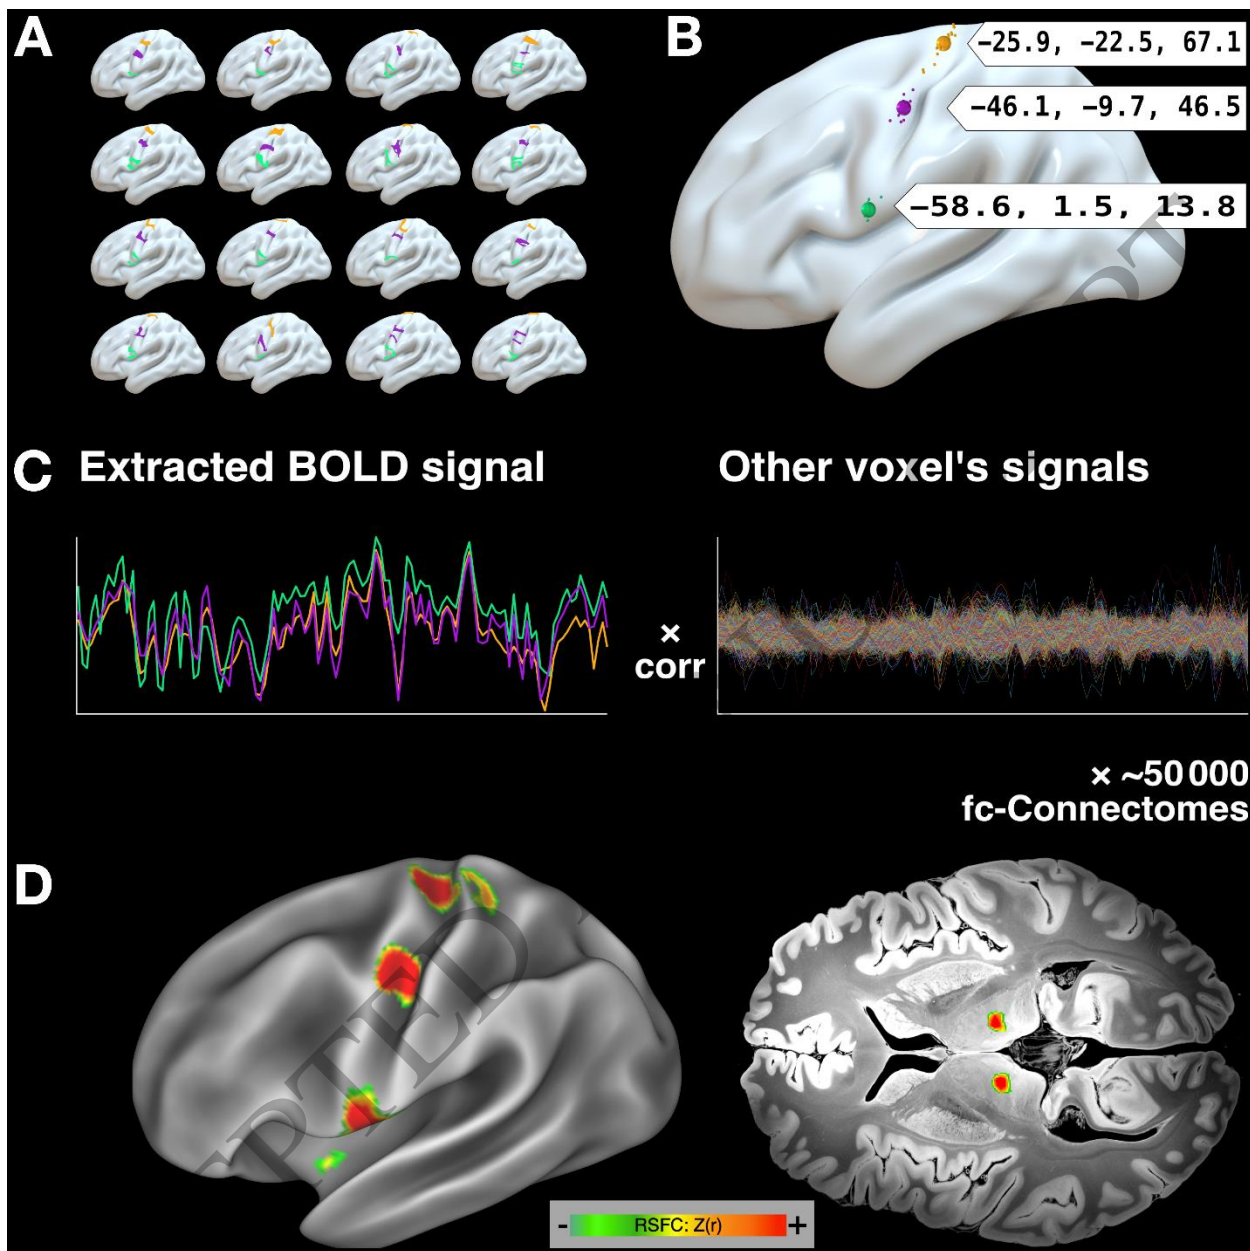 A
B
−25.9, −22.5, 67.1
−46.1, −9.7, 46.5
−58.6, 1.5, 13.8
C Extracted BOLD signal
Other voxel's signals
×
corr
× ~50 000
fc-Connectomes
D
- RSFC: Z(r) +